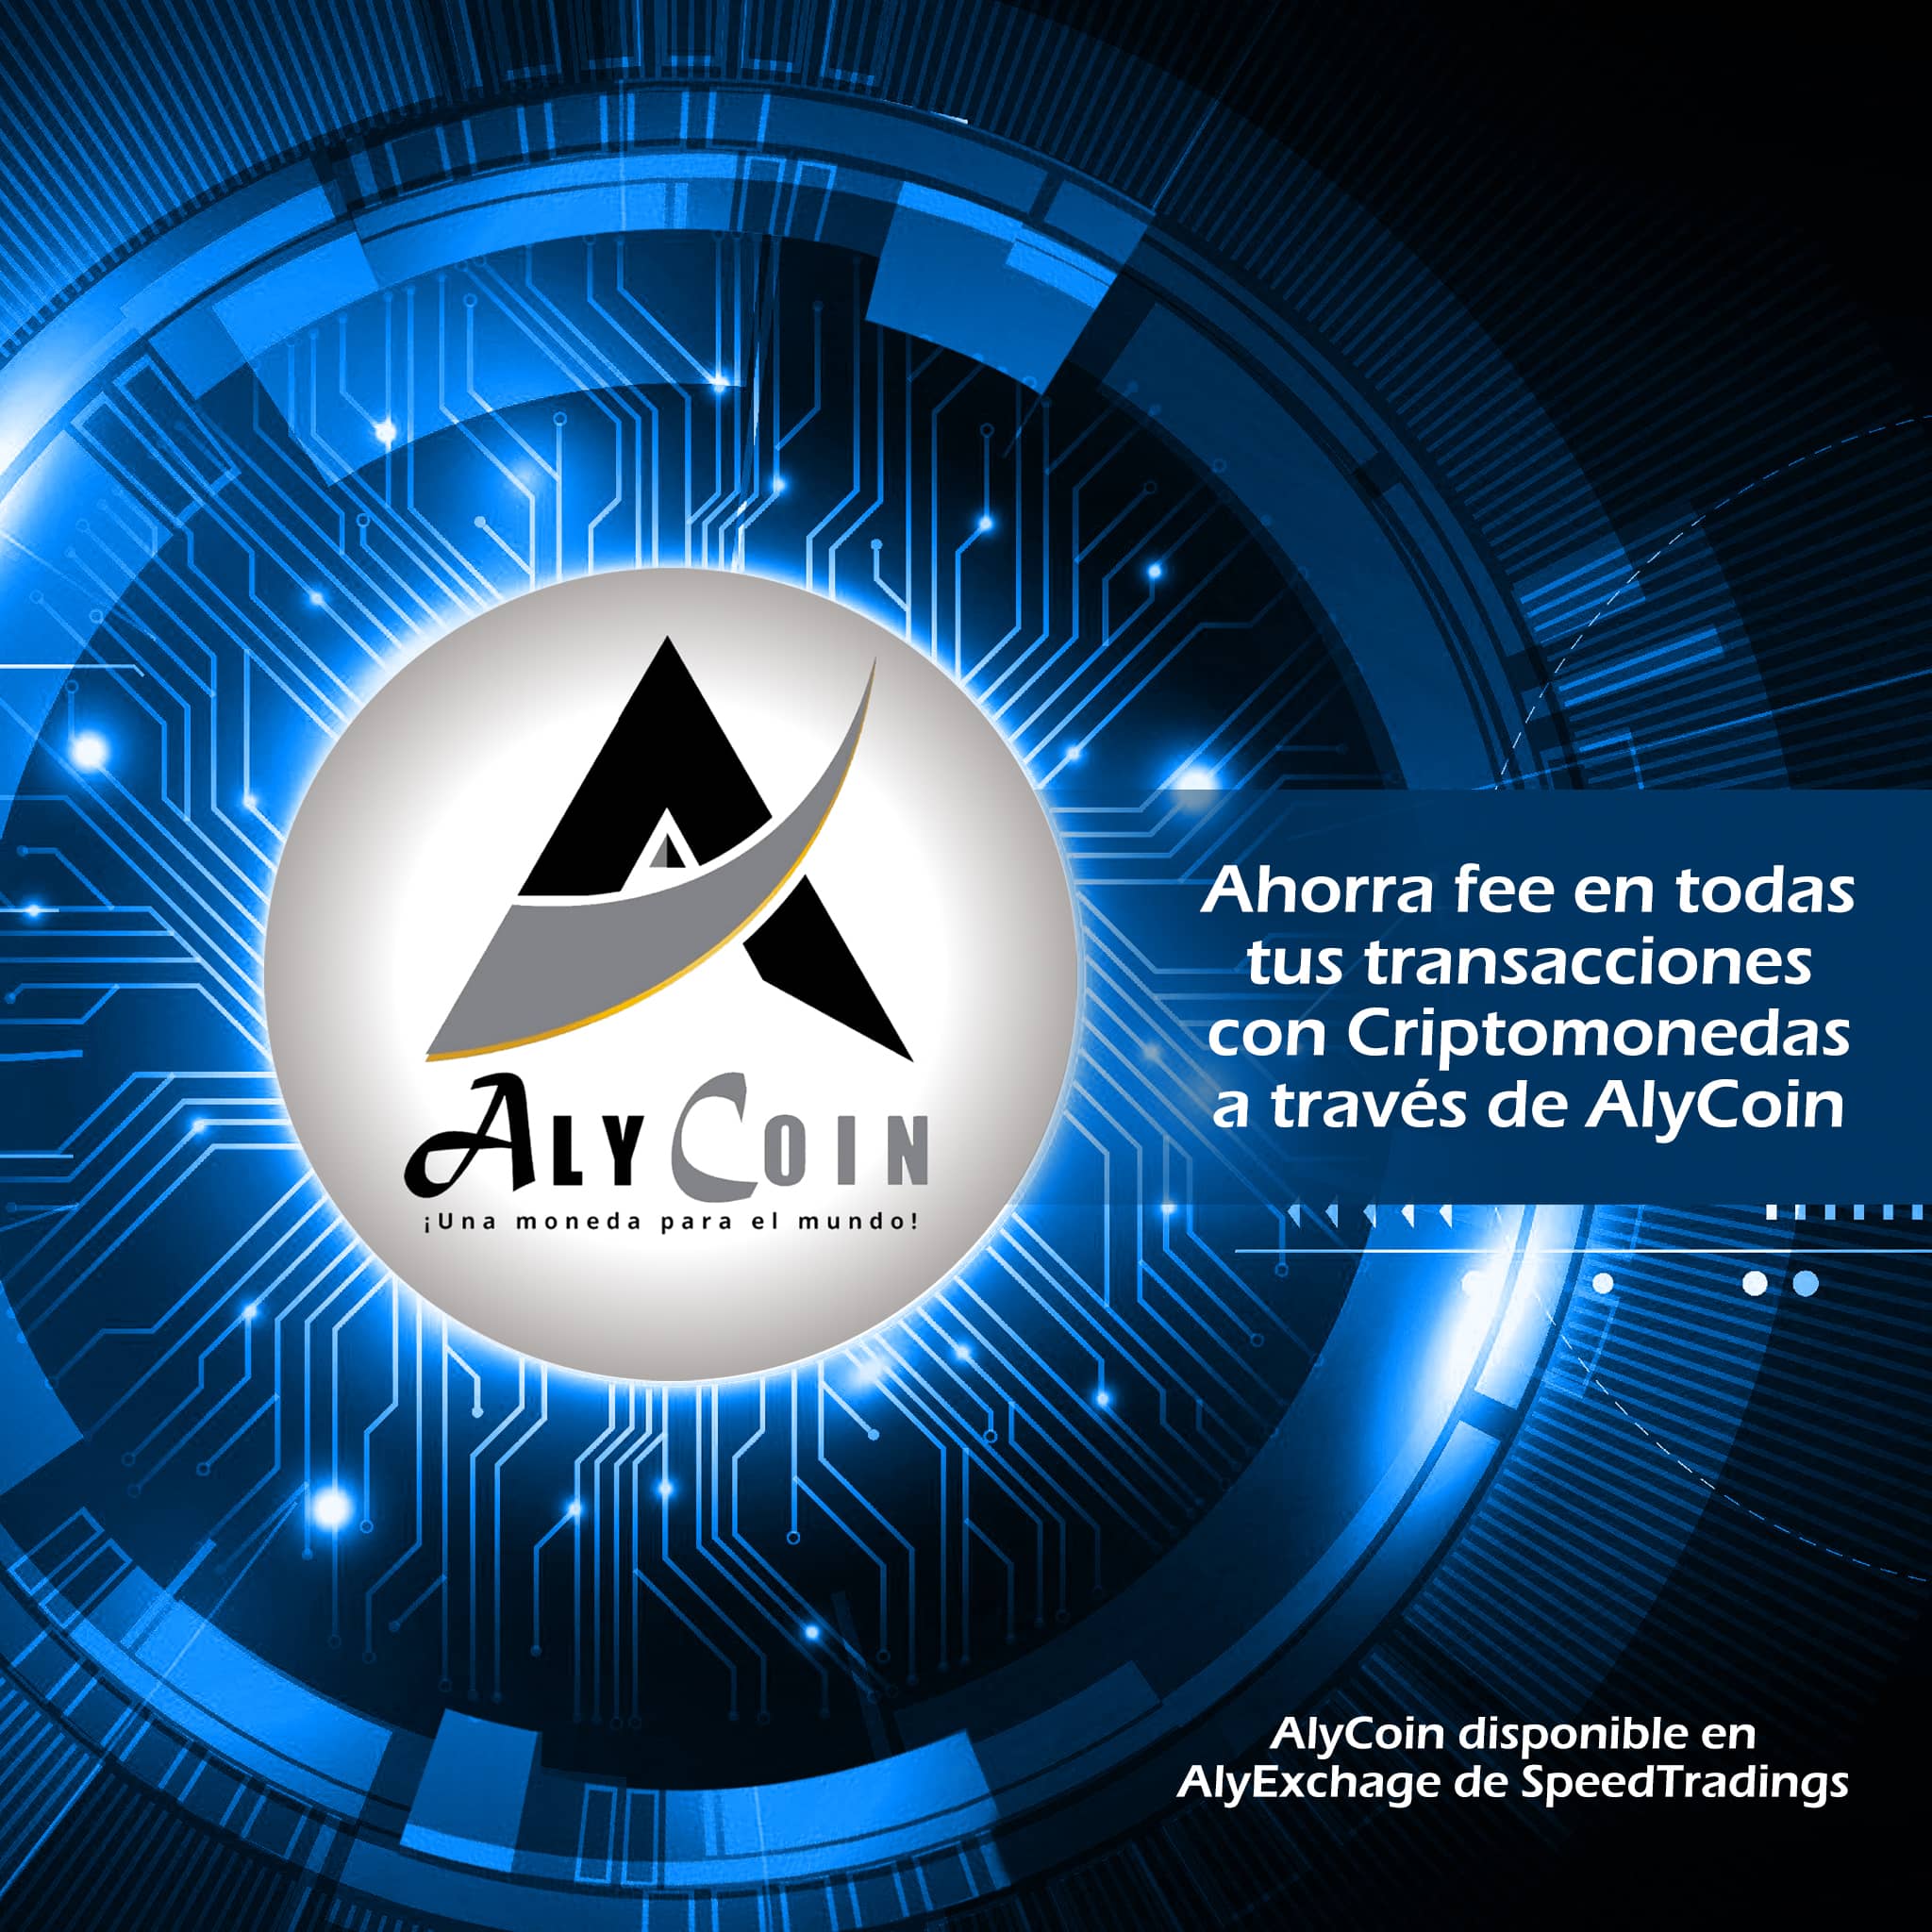 ALYCOIN
¡Una moneda para el mundo!
Ahorra fee en todas
tus transacciones
con Criptomonedas
a través de AlyCoin
AlyCoin disponible en
AlyExchage de SpeedTradings